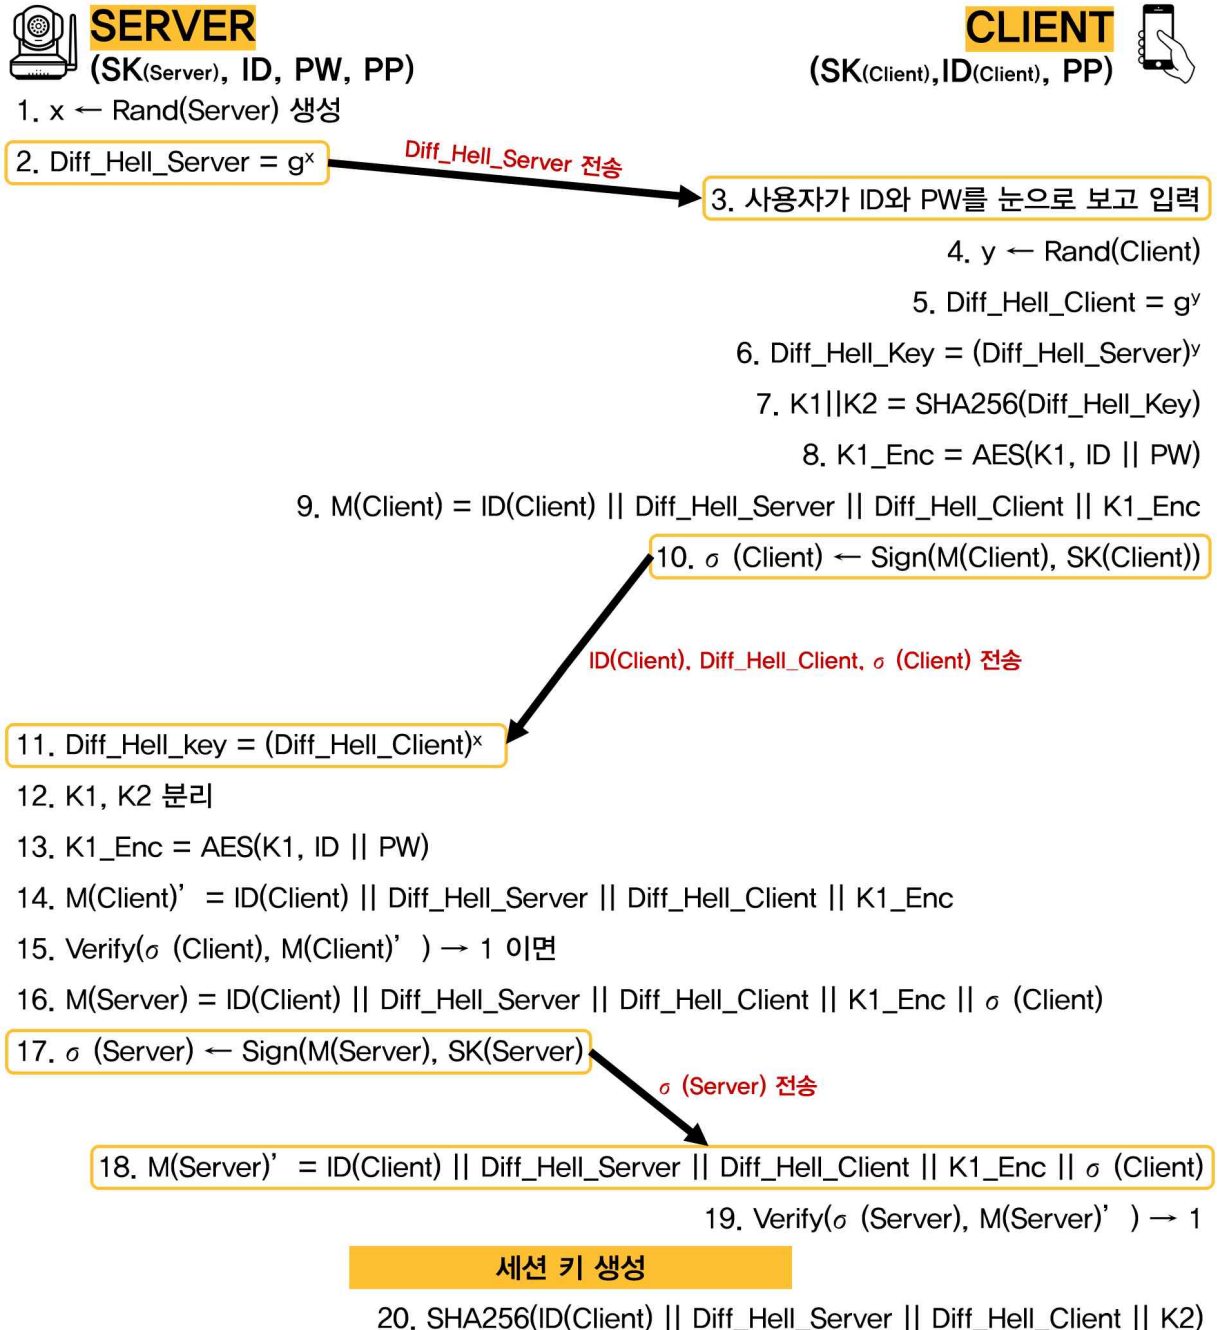 SERVER
(SK(Server), ID, PW, PP)
CLIENT
(SK(Client),ID(Client), PP)
1. x ← Rand(Server) 생성
2. Diff_Hell_Server = gˣ
Diff_Hell_Server 전송
3. 사용자가 ID와 PW를 눈으로 보고 입력
4. y ← Rand(Client)
5. Diff_Hell_Client = gʸ
6. Diff_Hell_Key = (Diff_Hell_Server)ʸ
7. K1||K2 = SHA256(Diff_Hell_Key)
8. K1_Enc = AES(K1, ID || PW)
9. M(Client) = ID(Client) || Diff_Hell_Server || Diff_Hell_Client || K1_Enc
10. σ (Client) ← Sign(M(Client), SK(Client))
ID(Client), Diff_Hell_Client, σ (Client) 전송
11. Diff_Hell_key = (Diff_Hell_Client)ˣ
12. K1, K2 분리
13. K1_Enc = AES(K1, ID || PW)
14. M(Client)’ = ID(Client) || Diff_Hell_Server || Diff_Hell_Client || K1_Enc
15. Verify(σ (Client), M(Client)’ ) → 1 이면
16. M(Server) = ID(Client) || Diff_Hell_Server || Diff_Hell_Client || K1_Enc || σ (Client)
17. σ (Server) ← Sign(M(Server), SK(Server)
σ (Server) 전송
18. M(Server)’ = ID(Client) || Diff_Hell_Server || Diff_Hell_Client || K1_Enc || σ (Client)
19. Verify(σ (Server), M(Server)’ ) → 1
세션 키 생성
20. SHA256(ID(Client) || Diff_Hell_Server || Diff_Hell_Client || K2)